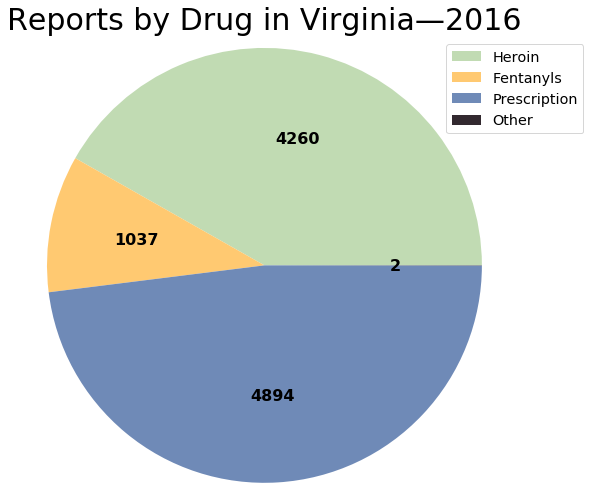 Reports by Drug in Virginia—2016
Heroin
Fentanyls
Prescription
Other
4260
1037
2
4894